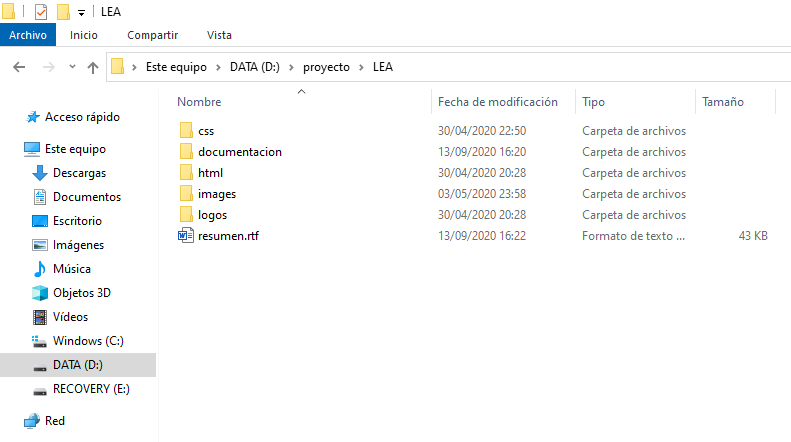 LEA
Archivo Inicio Compartir Vista
Este equipo DATA (D:) proyecto LEA
Nombre Fecha de modificación Tipo Tamaño
Acceso rápido
Este equipo
Descargas
Documentos
Escritorio
Imágenes
Música
Objetos 3D
Vídeos
Windows (C:)
DATA (D:)
RECOVERY (E:)
Red
css 30/04/2020 22:50 Carpeta de archivos
documentacion 13/09/2020 16:20 Carpeta de archivos
html 30/04/2020 20:28 Carpeta de archivos
images 03/05/2020 23:58 Carpeta de archivos
logos 30/04/2020 20:28 Carpeta de archivos
resumen.rtf 13/09/2020 16:22 Formato de texto ... 43 KB